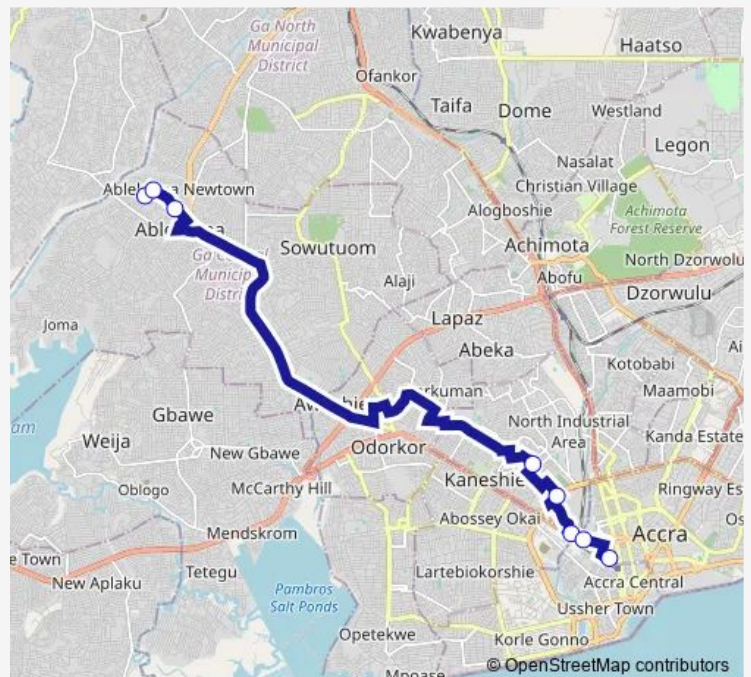 Ga North
Municipal
District
Kwabenya
Haatso
Ofankor
Taifa
Dome
Westland
Legon
Nasalat
Christian Village
Newtown
Alogboshie
Achimota
Forest Reserve
Sowutuom
Achimota
North Dzorwulu
Alaji
Abofu
Dzorwulu
Joma
Lapaz
Abeka
Kotobabi
Maamobi
Gbawe
North Industrial
Area
Kanda Estate
Weija
New Gbawe
Odorkor
Kaneshie
Oblogo
McCarthy Hill
Ringway Es
Abossey Okai
Mendskrom
Accra
e Town
New Aplaku
Tetegu
Lartebiokorshie
Accra Central
Pambros
Salt Ponds
Ussher Town
Opetekwe
Korle Gonno
© OpenStreetMap contributors